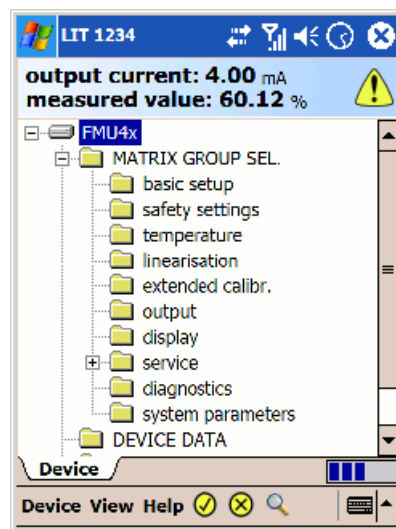 LIT 1234
output current: 4.00 mA
measured value: 60.12 %
FMU4x
MATRIX GROUP SEL.
basic setup
safety settings
temperature
linearisation
extended calibr.
output
display
service
diagnostics
system parameters
DEVICE DATA
Device
Device View Help